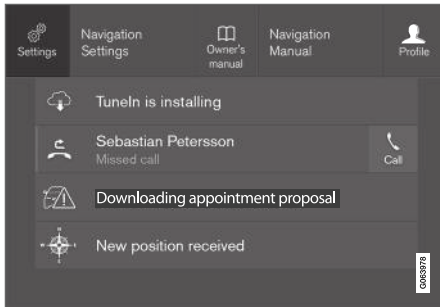 Settings
Navigation
Settings
Owner's
manual
Navigation
Manual
Profile
TuneIn is installing
Sebastian Petersson
Missed call
Call
Downloading appointment proposal
New position received
G063978